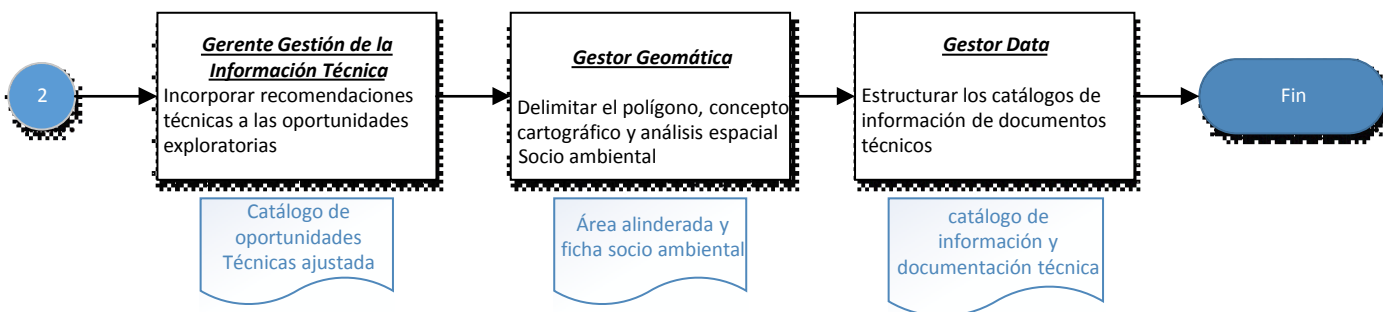 2
Gerente Gestión de la
Información Técnica
Incorporar recomendaciones
técnicas a las oportunidades
exploratorias
Catálogo de
oportunidades
Técnicas ajustada
Gestor Geomática
Delimitar el polígono, concepto
cartográfico y análisis espacial
Socio ambiental
Área alinderada y
ficha socio ambiental
Gestor Data
Estructurar los catálogos de
información de documentos
técnicos
catálogo de
información y
documentación técnica
Fin